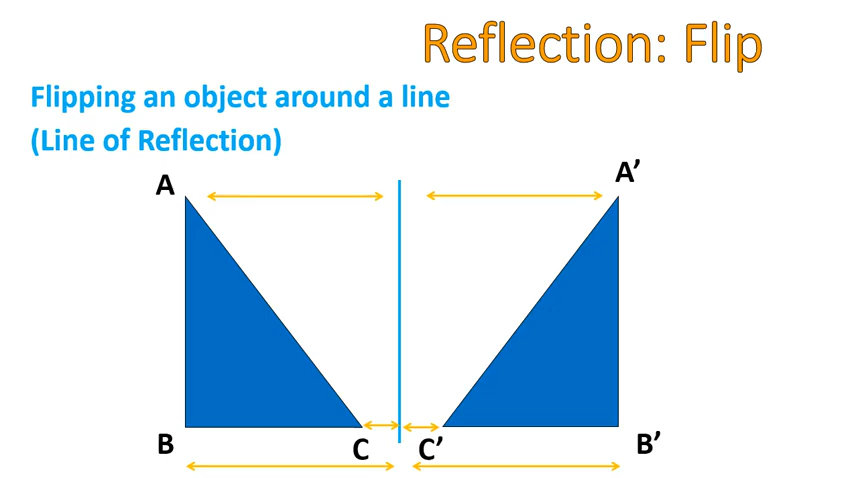 Reflection: Flip
Flipping an object around a line
(Line of Reflection)
A
A’
B
C
C’
B’